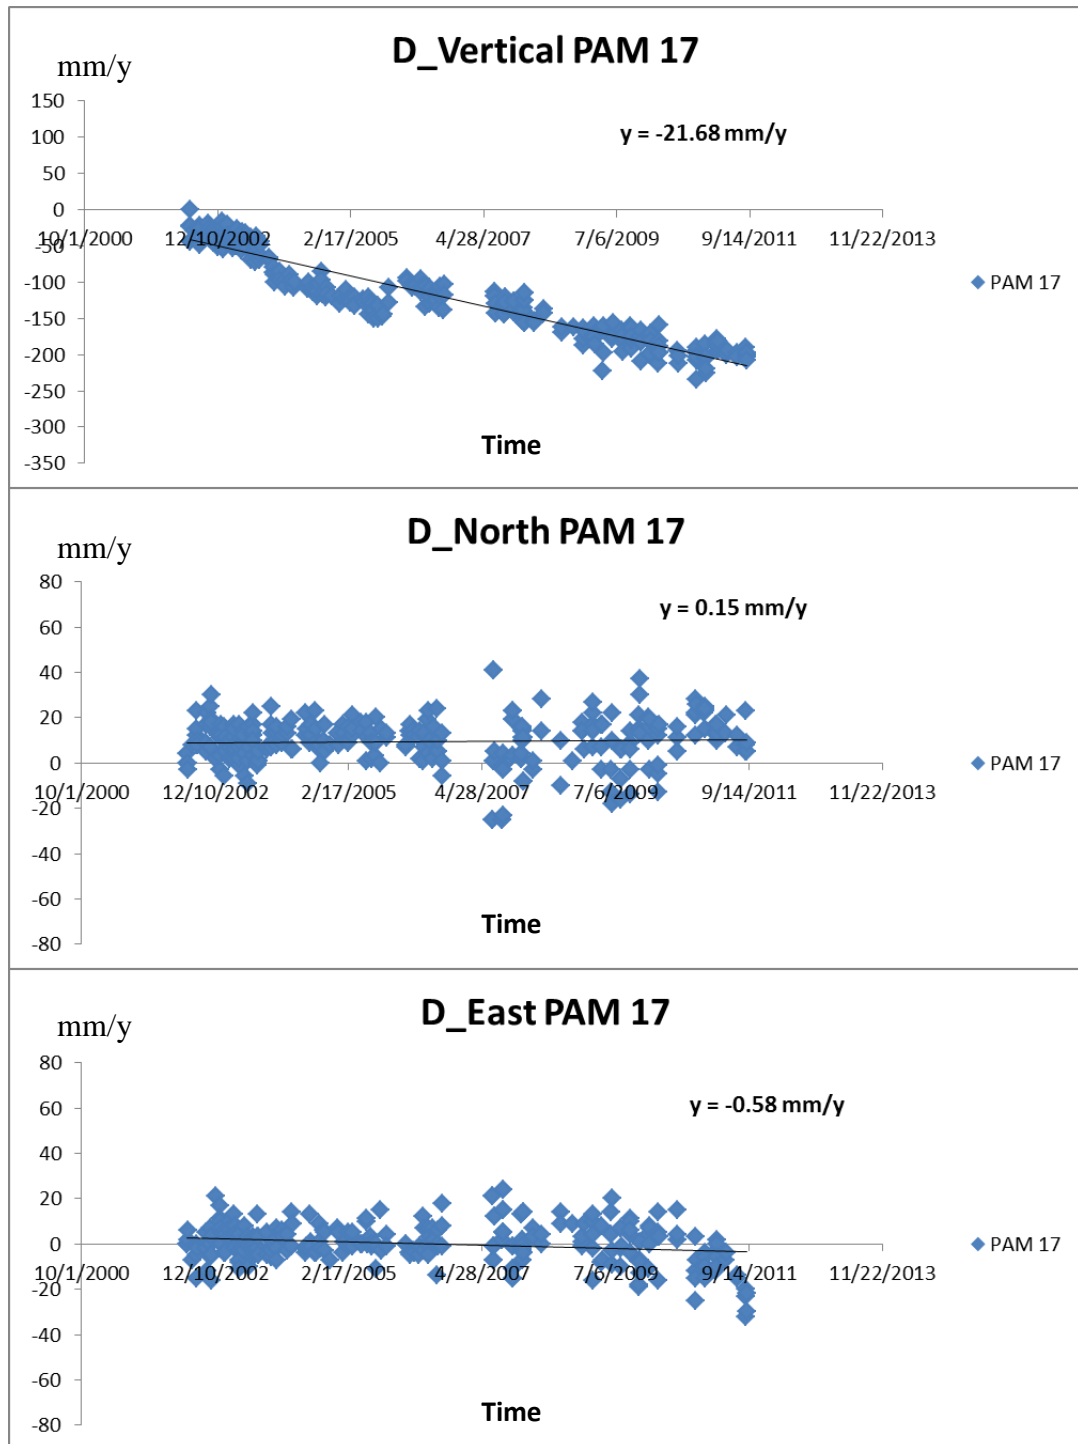 D_Vertical PAM 17
mm/y
150
y = -21.68 mm/y
100
50
0
-50
10/1/2000 12/10/2002 2/17/2005 4/28/2007 7/6/2009 9/14/2011 11/22/2013
-100
PAM 17
-150
-200
-250
-300
Time
-350
D_North PAM 17
mm/y
80
y = 0.15 mm/y
60
40
20
0
PAM 17
10/1/2000 12/10/2002 2/17/2005 4/28/2007 7/6/2009 9/14/2011 11/22/2013
-20
-40
-60
Time
-80
D_East PAM 17
mm/y
80
y = -0.58 mm/y
60
40
20
0
PAM 17
10/1/2000 12/10/2002 2/17/2005 4/28/2007 7/6/2009 9/14/2011 11/22/2013
-20
-40
-60
Time
-80